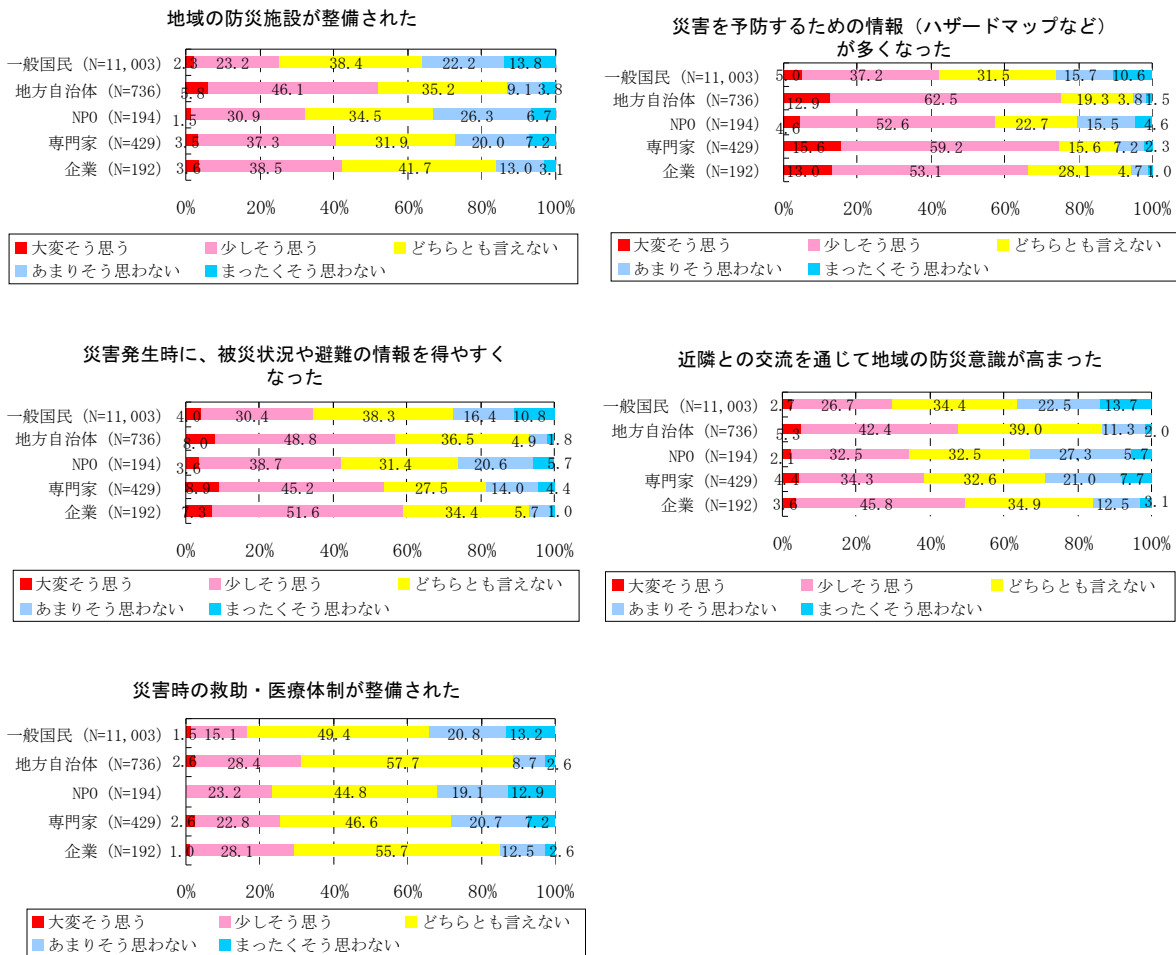 地域の防災施設が整備された
一般国民 (N=11,003) 2.3 23.2 38.4 22.2 13.8
地方自治体 (N=736) 5.8 46.1 35.2 9.1 3.8
NPO (N=194) 1.5 30.9 34.5 26.3 6.7
専門家 (N=429) 3.5 37.3 31.9 20.0 7.2
企業 (N=192) 3.6 38.5 41.7 13.0 3.1
0% 20% 40% 60% 80% 100%
大変そう思う 少しそう思う どちらとも言えない
あまりそう思わない まったくそう思わない
災害を予防するための情報（ハザードマップなど）
が多くなった
一般国民 (N=11,003) 5.0 37.2 31.5 15.7 10.6
地方自治体 (N=736) 12.9 62.5 19.3 3.8 1.5
NPO (N=194) 4.6 52.6 22.7 15.5 4.6
専門家 (N=429) 15.6 59.2 15.6 7.2 2.3
企業 (N=192) 13.0 53.1 28.1 4.7 1.0
0% 20% 40% 60% 80% 100%
大変そう思う 少しそう思う どちらとも言えない
あまりそう思わない まったくそう思わない
災害発生時に、被災状況や避難の情報を得やすく
なった
一般国民 (N=11,003) 4.0 30.4 38.3 16.4 10.8
地方自治体 (N=736) 8.0 48.8 36.5 4.9 1.8
NPO (N=194) 3.6 38.7 31.4 20.6 5.7
専門家 (N=429) 8.9 45.2 27.5 14.0 4.4
企業 (N=192) 7.3 51.6 34.4 5.7 1.0
0% 20% 40% 60% 80% 100%
大変そう思う 少しそう思う どちらとも言えない
あまりそう思わない まったくそう思わない
近隣との交流を通じて地域の防災意識が高まった
一般国民 (N=11,003) 2.7 26.7 34.4 22.5 13.7
地方自治体 (N=736) 5.3 42.4 39.0 11.3 2.0
NPO (N=194) 2.1 32.5 32.5 27.3 5.7
専門家 (N=429) 4.4 34.3 32.6 21.0 7.7
企業 (N=192) 3.6 45.8 34.9 12.5 3.1
0% 20% 40% 60% 80% 100%
大変そう思う 少しそう思う どちらとも言えない
あまりそう思わない まったくそう思わない
災害時の救助・医療体制が整備された
一般国民 (N=11,003) 1.5 15.1 49.4 20.8 13.2
地方自治体 (N=736) 2.6 28.4 57.7 8.7 2.6
NPO (N=194) 23.2 44.8 19.1 12.9
専門家 (N=429) 2.6 22.8 46.6 20.7 7.2
企業 (N=192) 1.0 28.1 55.7 12.5 2.6
0% 20% 40% 60% 80% 100%
大変そう思う 少しそう思う どちらとも言えない
あまりそう思わない まったくそう思わない